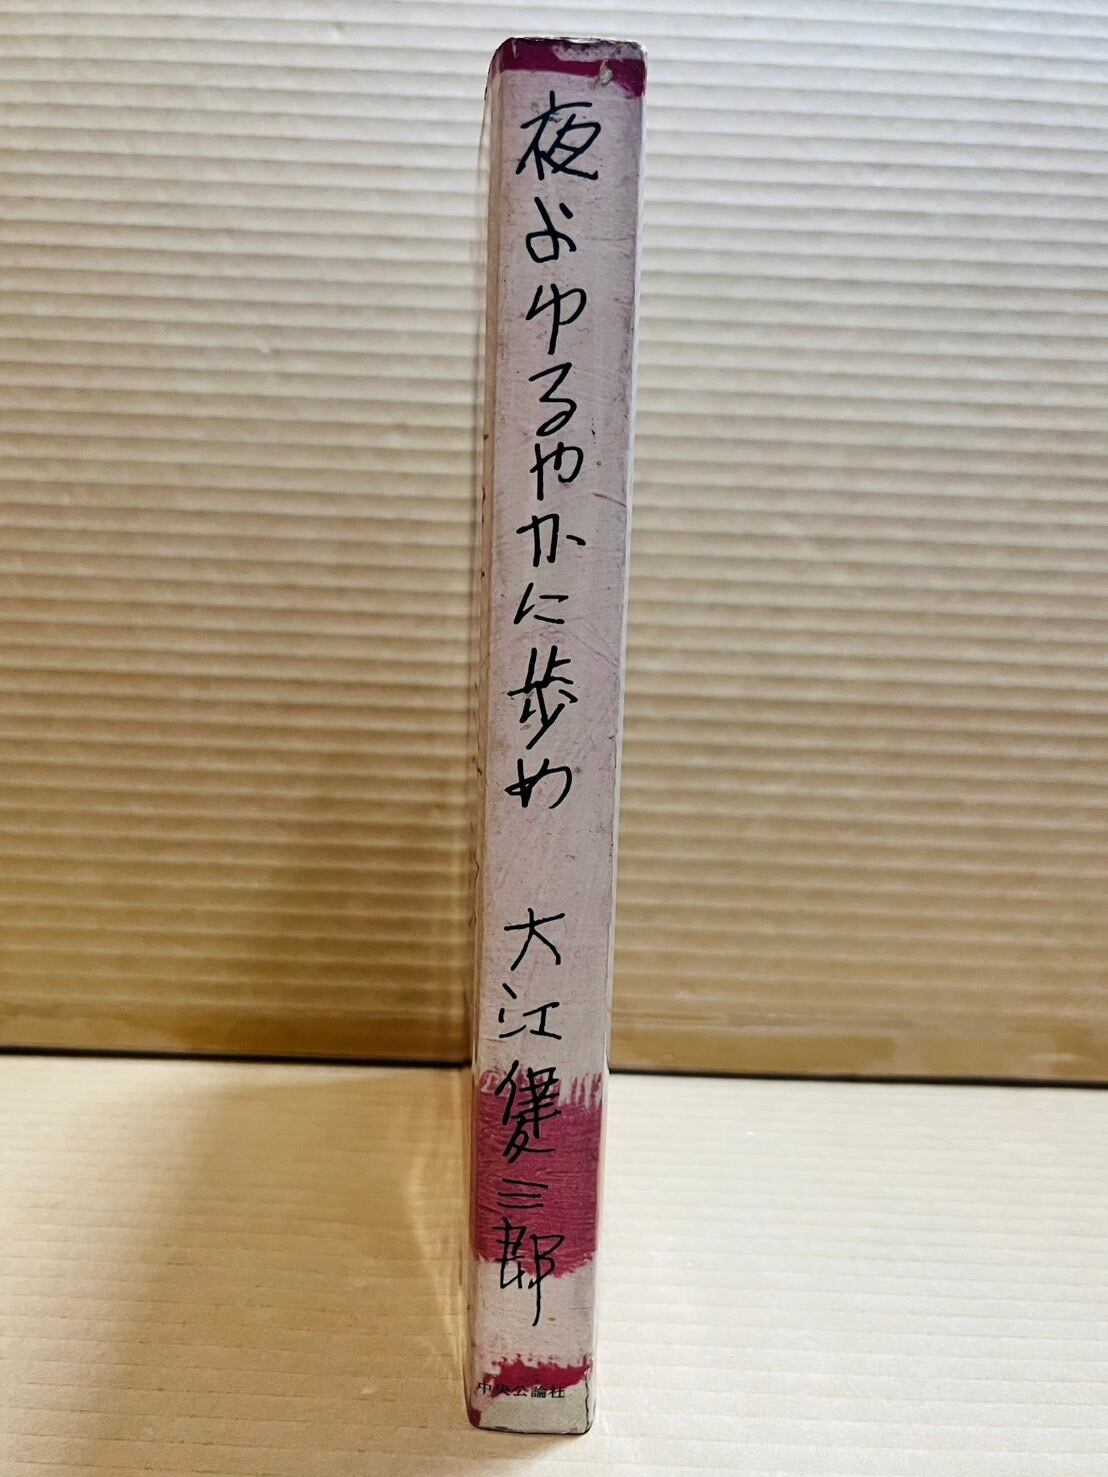 夜よゆるやかに歩め
大江健三郎
中央公論社